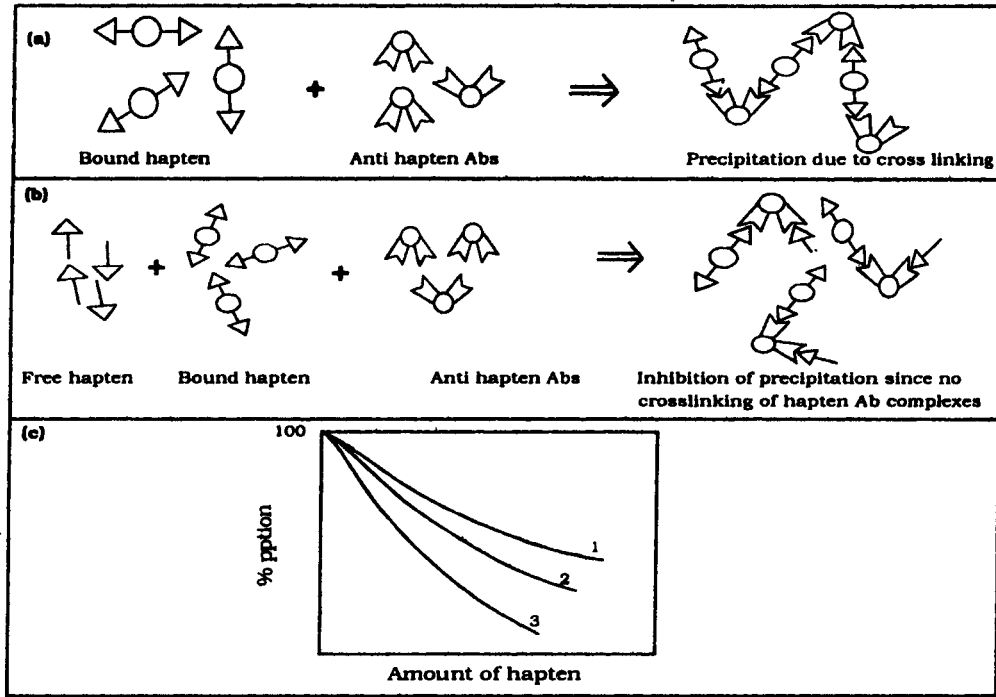 (a)
+
⇒
Bound hapten
Anti hapten Abs
Precipitation due to cross linking
(b)
+
+
⇒
Free hapten
Bound hapten
Anti hapten Abs
Inhibition of precipitation since no
crosslinking of hapten Ab complexes
(c)
100
% pption
1
2
3
Amount of hapten